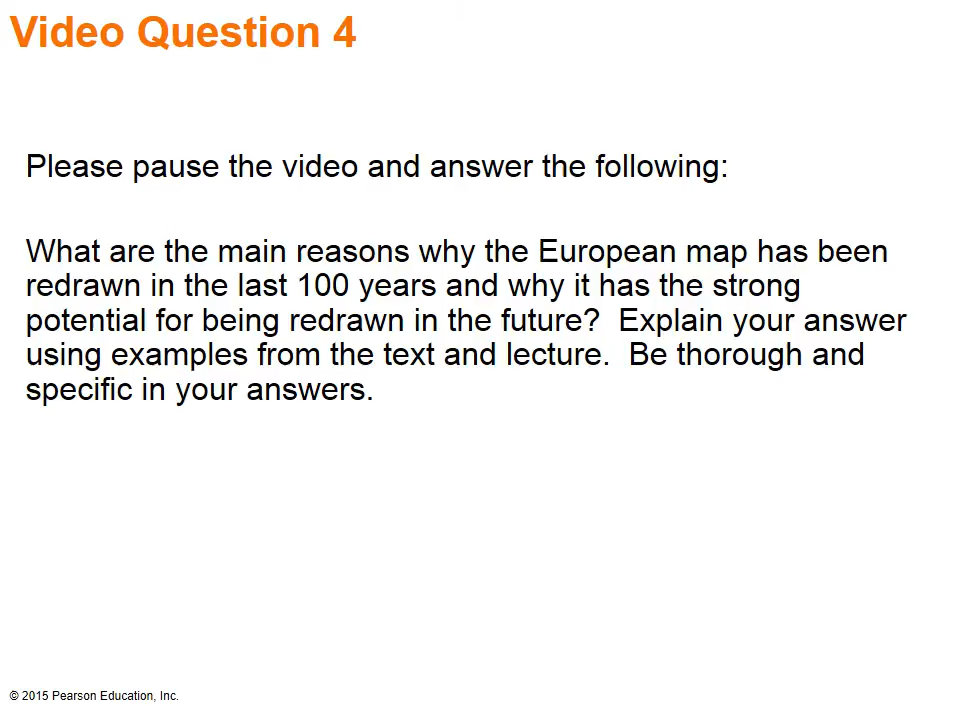 Video Question 4
Please pause the video and answer the following:
What are the main reasons why the European map has been
redrawn in the last 100 years and why it has the strong
potential for being redrawn in the future?  Explain your answer
using examples from the text and lecture.  Be thorough and
specific in your answers.
© 2015 Pearson Education, Inc.